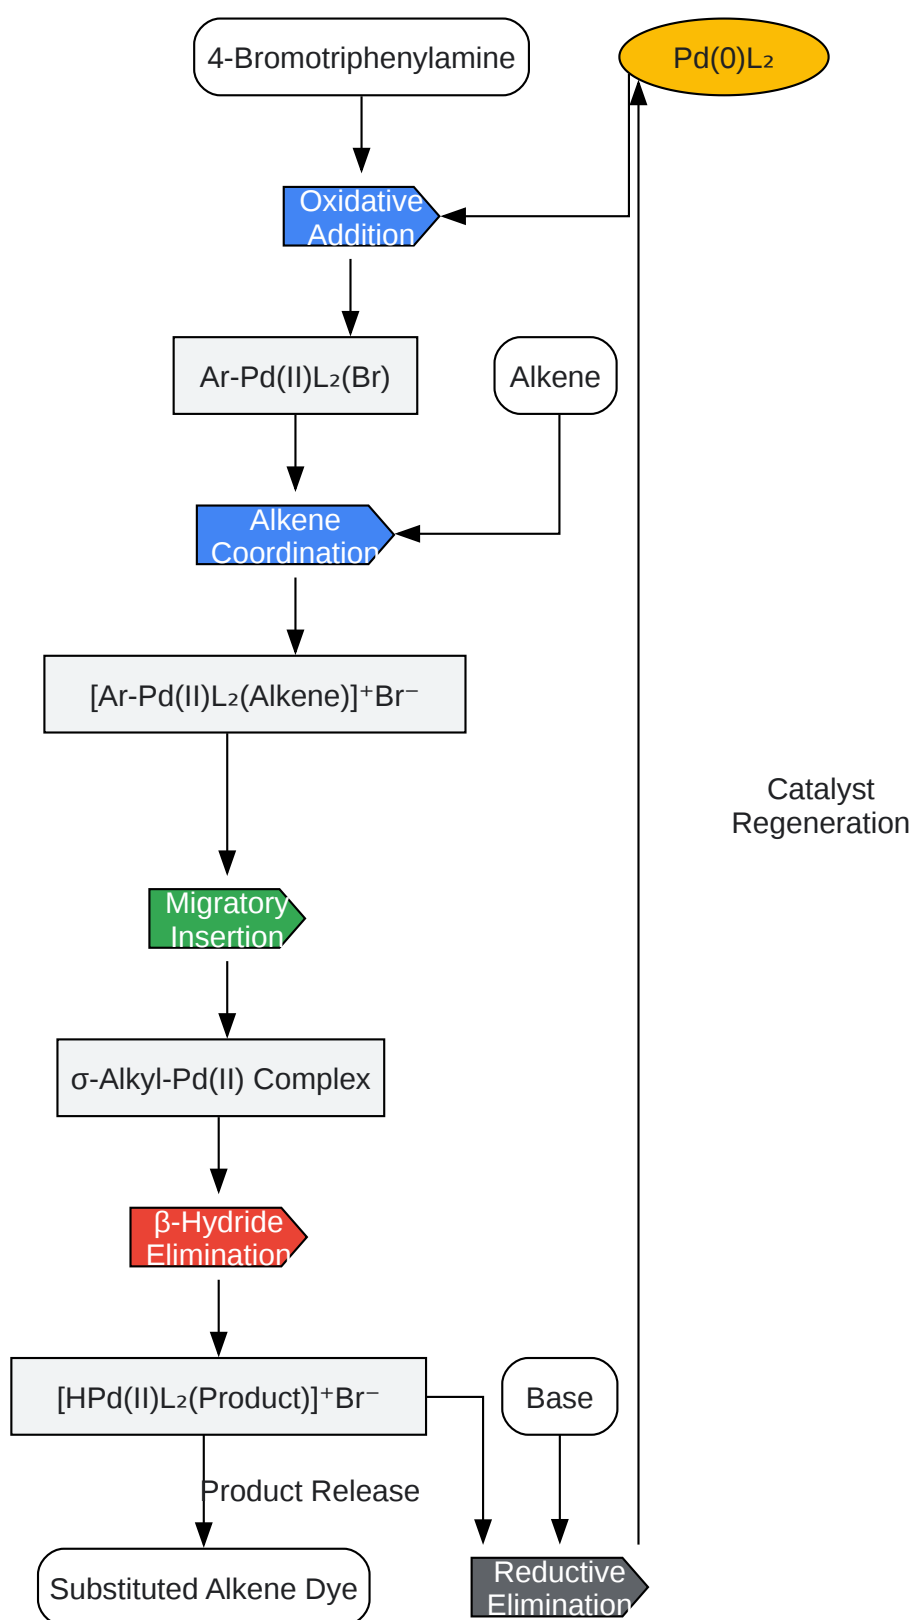 4-Bromotriphenylamine
Pd(0)L₂
Oxidative
Addition
Ar-Pd(II)L₂(Br)
Alkene
Alkene
Coordination
[Ar-Pd(II)L₂(Alkene)]⁺Br⁻
Catalyst
Regeneration
Migratory
Insertion
σ-Alkyl-Pd(II) Complex
β-Hydride
Elimination
[HPd(II)L₂(Product)]⁺Br⁻
Base
Product Release
Substituted Alkene Dye
Reductive
Elimination